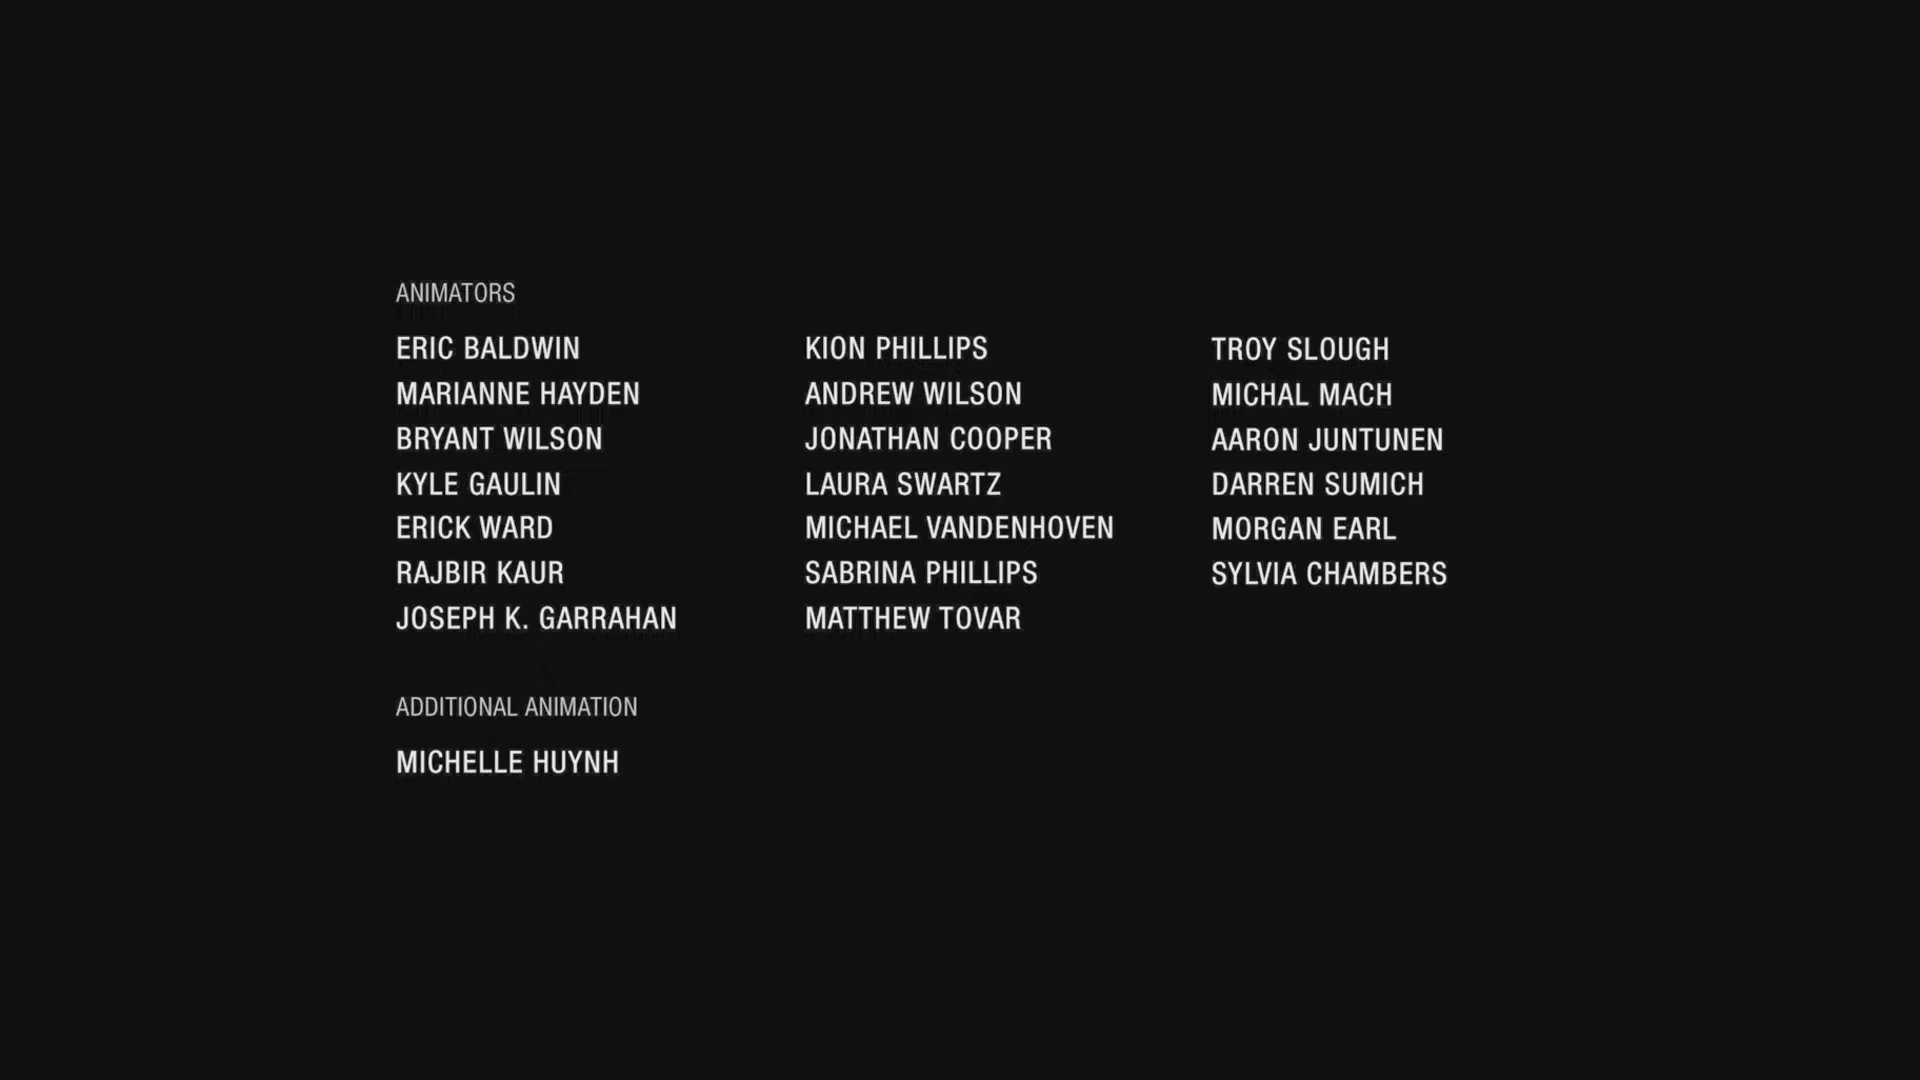 ANIMATORS
ERIC BALDWIN
MARIANNE HAYDEN
BRYANT WILSON
KYLE GAULIN
ERICK WARD
RAJBIR KAUR
JOSEPH K. GARRAHAN
KION PHILLIPS
ANDREW WILSON
JONATHAN COOPER
LAURA SWARTZ
MICHAEL VANDENHOVEN
SABRINA PHILLIPS
MATTHEW TOVAR
TROY SLOUGH
MICHAL MACH
AARON JUNTUNEN
DARREN SUMICH
MORGAN EARL
SYLVIA CHAMBERS
ADDITIONAL ANIMATION
MICHELLE HUYNH